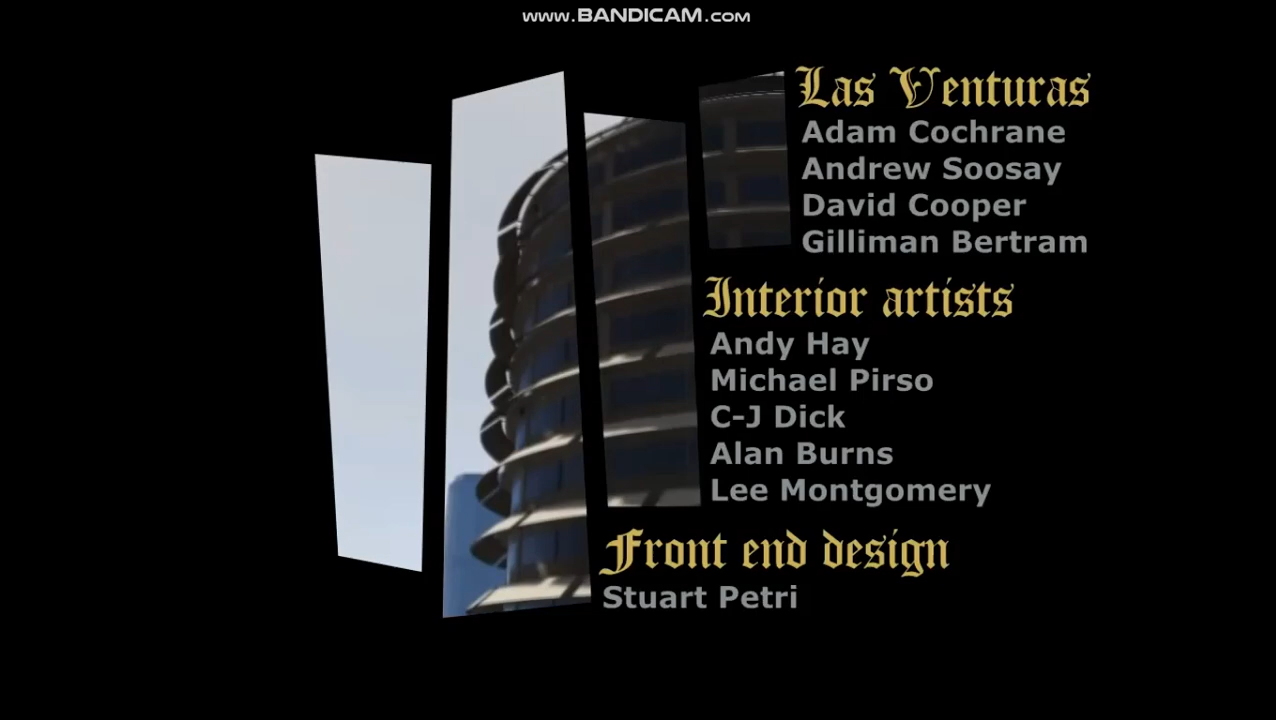 www.BANDICAM.com
Las Venturas
Adam Cochrane
Andrew Soosay
David Cooper
Gilliman Bertram
Interior artists
Andy Hay
Michael Pirso
C-J Dick
Alan Burns
Lee Montgomery
Front end design
Stuart Petri